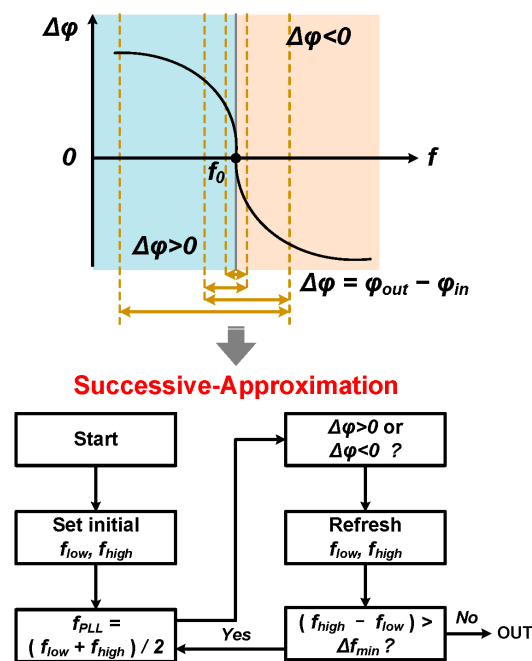 Δφ
Δφ<0
0
f
f0
Δφ>0
Δφ = φout − φin
Successive-Approximation
Start
Set initial
flow, fhigh
fPLL =
( flow + fhigh ) / 2
Δφ>0 or
Δφ<0 ?
Refresh
flow, fhigh
( fhigh − flow ) >
Δfmin ?
Yes
No
OUT